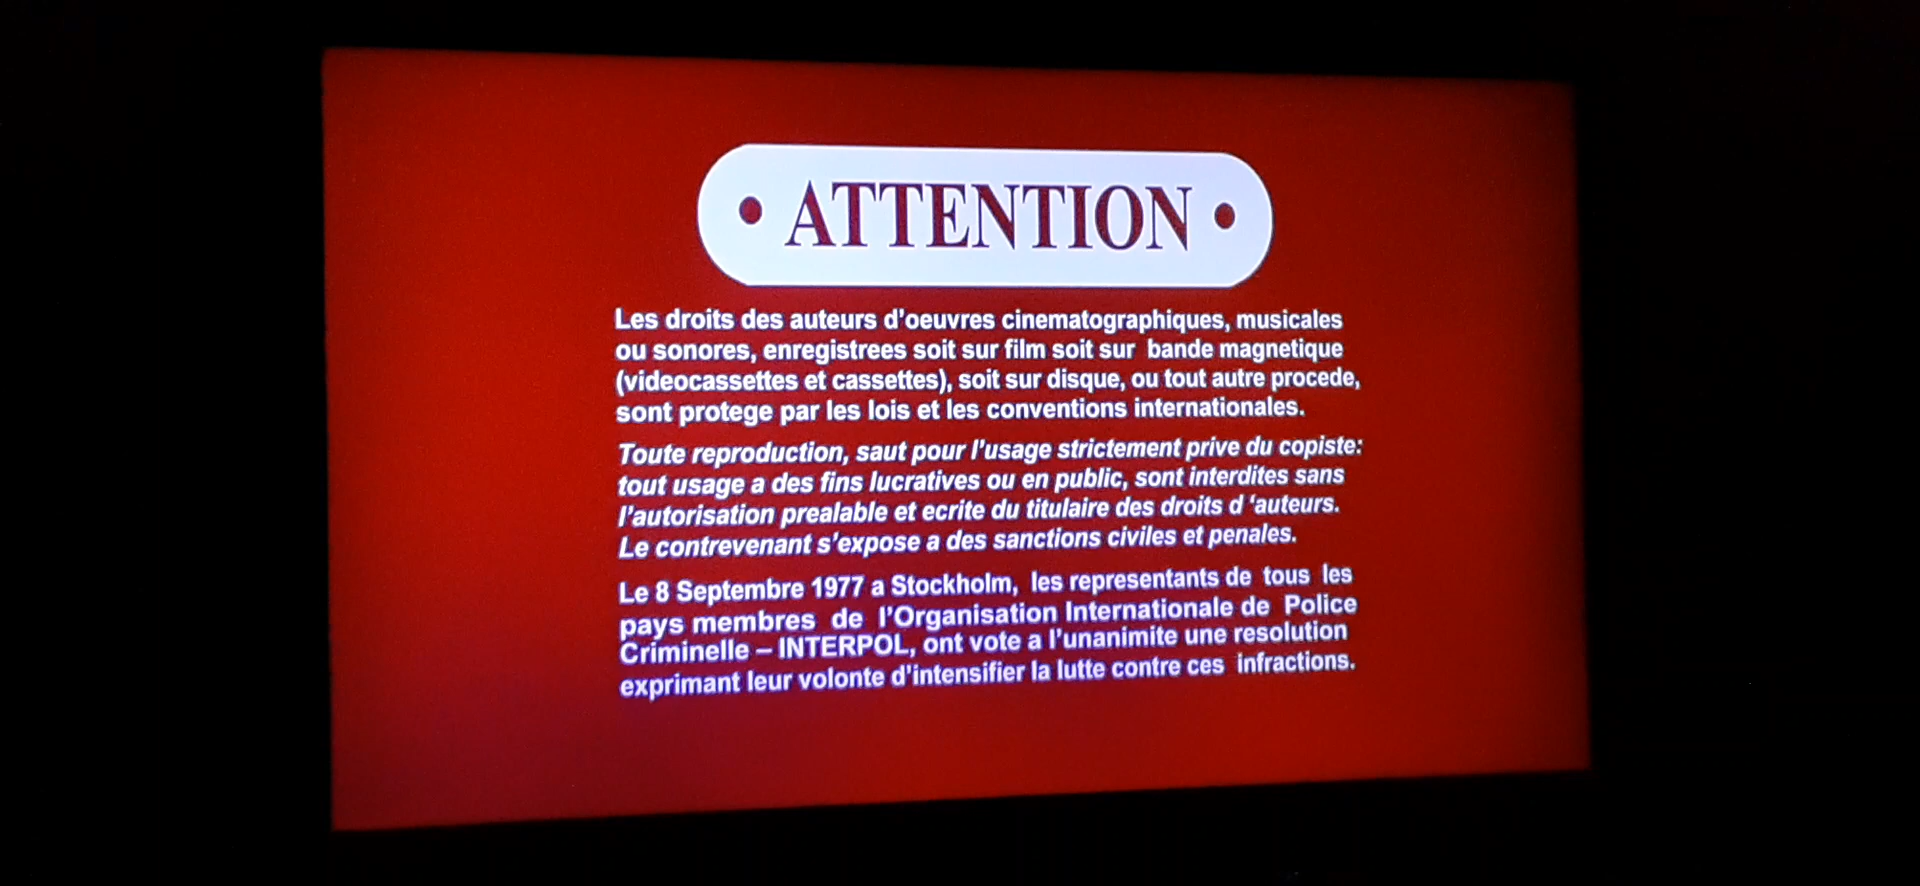 • ATTENTION •
Les droits des auteurs d'oeuvres cinematographiques, musicales
ou sonores, enregistrees soit sur film soit sur bande magnetique
(videocassettes et cassettes), soit sur disque, ou tout autre procede,
sont protege par les lois et les conventions internationales.
Toute reproduction, saut pour l'usage strictement prive du copiste:
tout usage a des fins lucratives ou en public, sont interdites sans
l'autorisation prealable et ecrite du titulaire des droits d 'auteurs.
Le contrevenant s'expose a des sanctions civiles et penales.
Le 8 Septembre 1977 a Stockholm, les representants de tous les
pays membres de l'Organisation Internationale de Police
Criminelle – INTERPOL, ont vote a l'unanimite une resolution
exprimant leur volonte d'intensifier la lutte contre ces infractions.